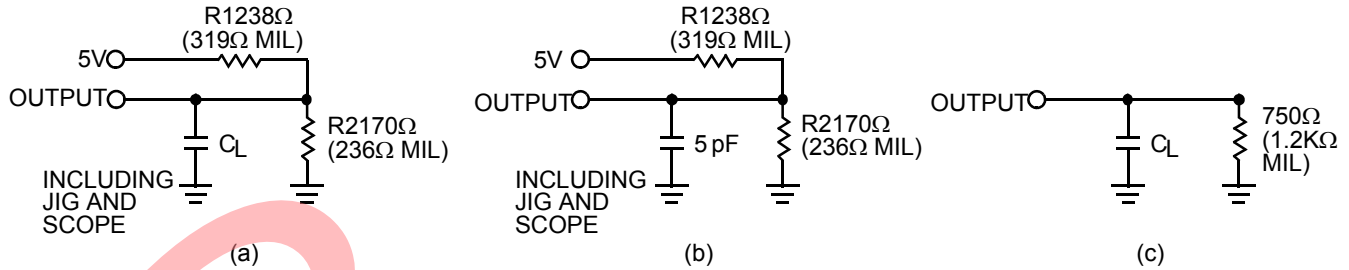 R1238Ω
(319Ω MIL)
5V
OUTPUT
CL
R2170Ω
(236Ω MIL)
INCLUDING
JIG AND
SCOPE
(a)
R1238Ω
(319Ω MIL)
5V
OUTPUT
5 pF
R2170Ω
(236Ω MIL)
INCLUDING
JIG AND
SCOPE
(b)
OUTPUT
CL
750Ω
(1.2KΩ
MIL)
(c)